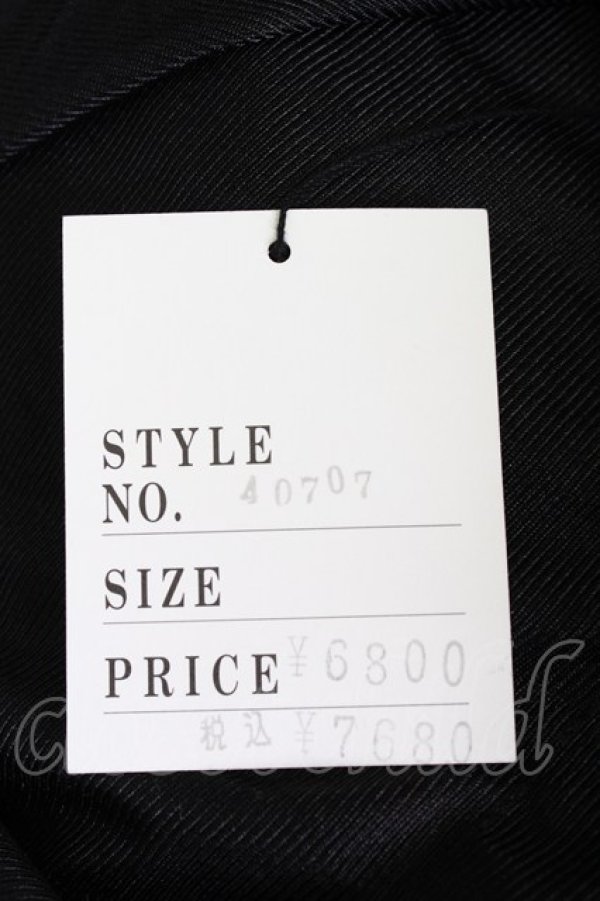 STYLE
NO. 40707
SIZE
PRICE ¥6800
税込 ¥7680